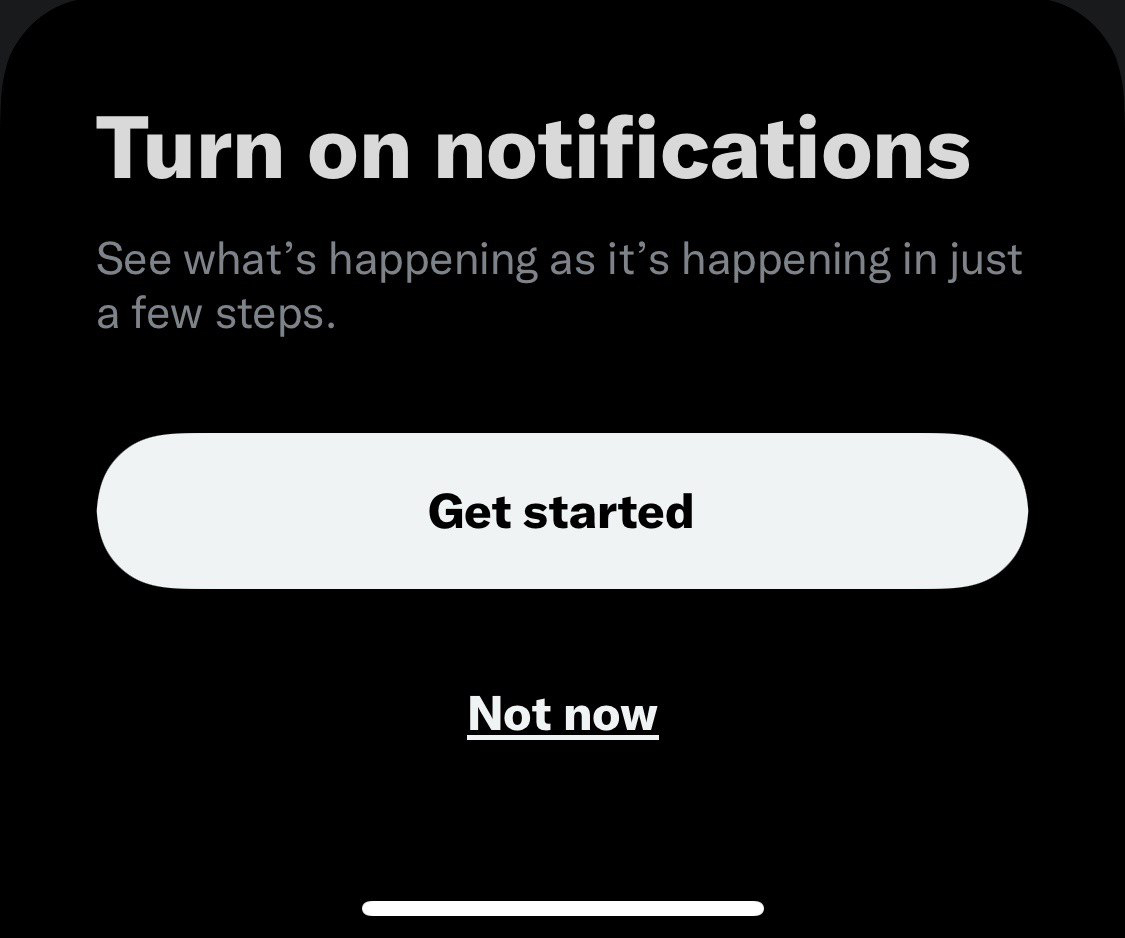 Turn on notifications
See what’s happening as it’s happening in just
a few steps.
Get started
Not now